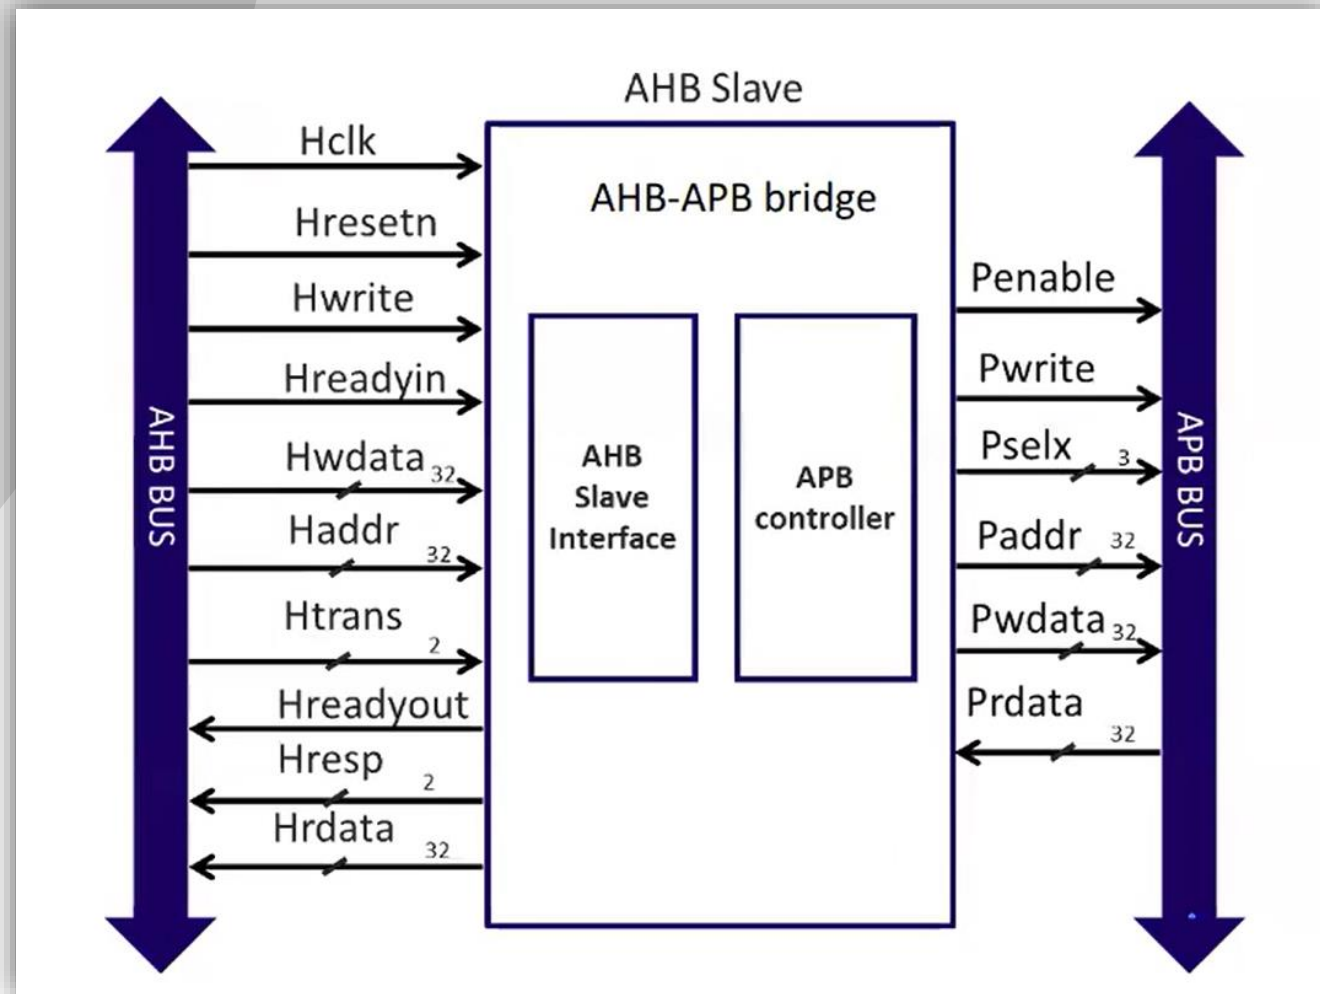 AHB Slave
AHB-APB bridge
AHB BUS
Hclk
Hresetn
Hwrite
Hreadyin
Hwdata 32
Haddr 32
Htrans 2
Hreadyout
Hresp 2
Hrdata 32
AHB
Slave
Interface
APB
controller
Penable
Pwrite
Pselx 3
Paddr 32
Pwdata 32
Prdata 32
APB BUS